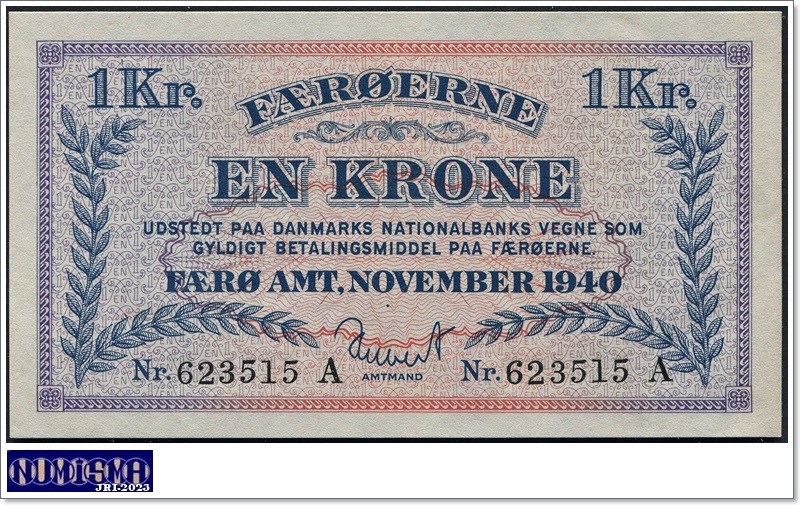 1 Kr. FÆRØERNE 1 Kr.
EN KRONE
UDSTEDT PAA DANMARKS NATIONALBANKS VEGNE SOM
GYLDIGT BETALINGSMIDDEL PAA FÆRØERNE.
FÆRØ AMT, NOVEMBER 1940
Nr. 623515 A
AMTMAND
Nr. 623515 A
NUMISMA
JRI-2023